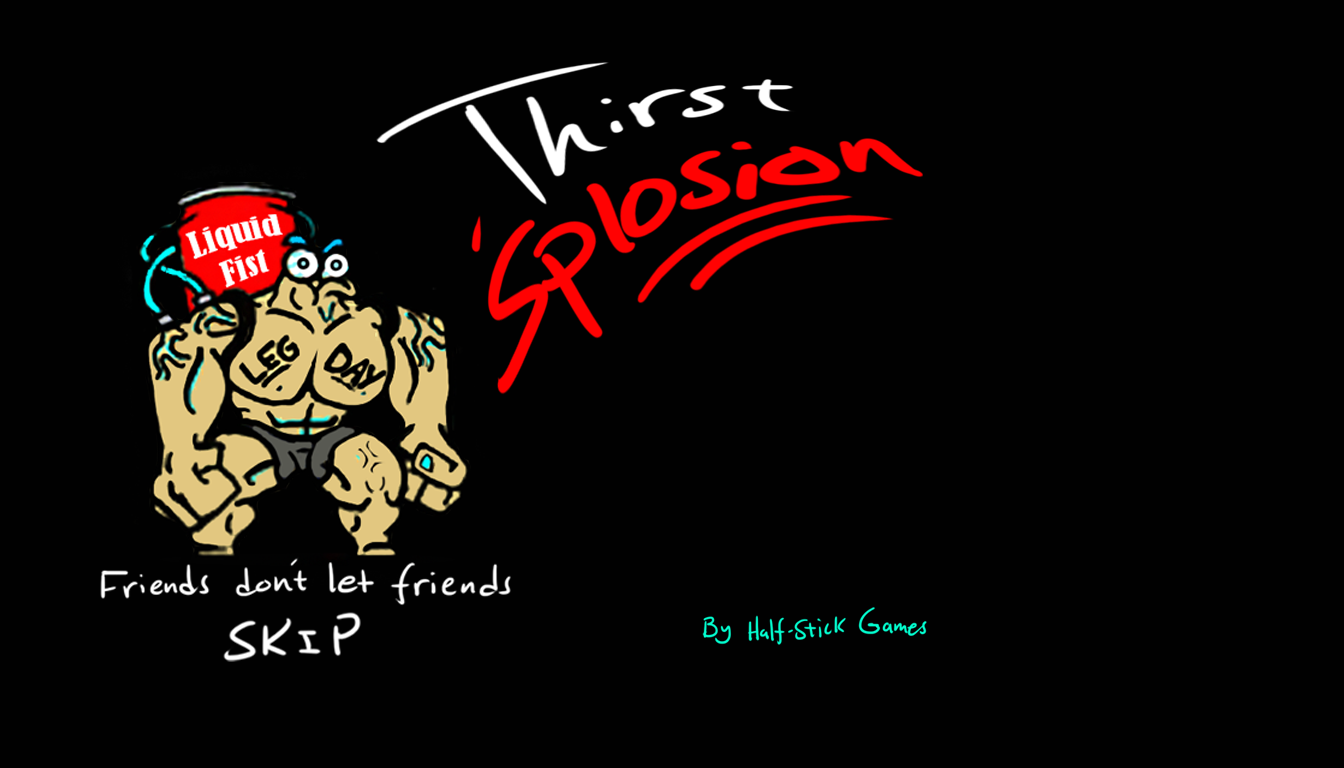 Thirst
'Splosion
Liquid
Fist
LEG DAY
Friends don't let friends
SKIP
By Half-Stick Games